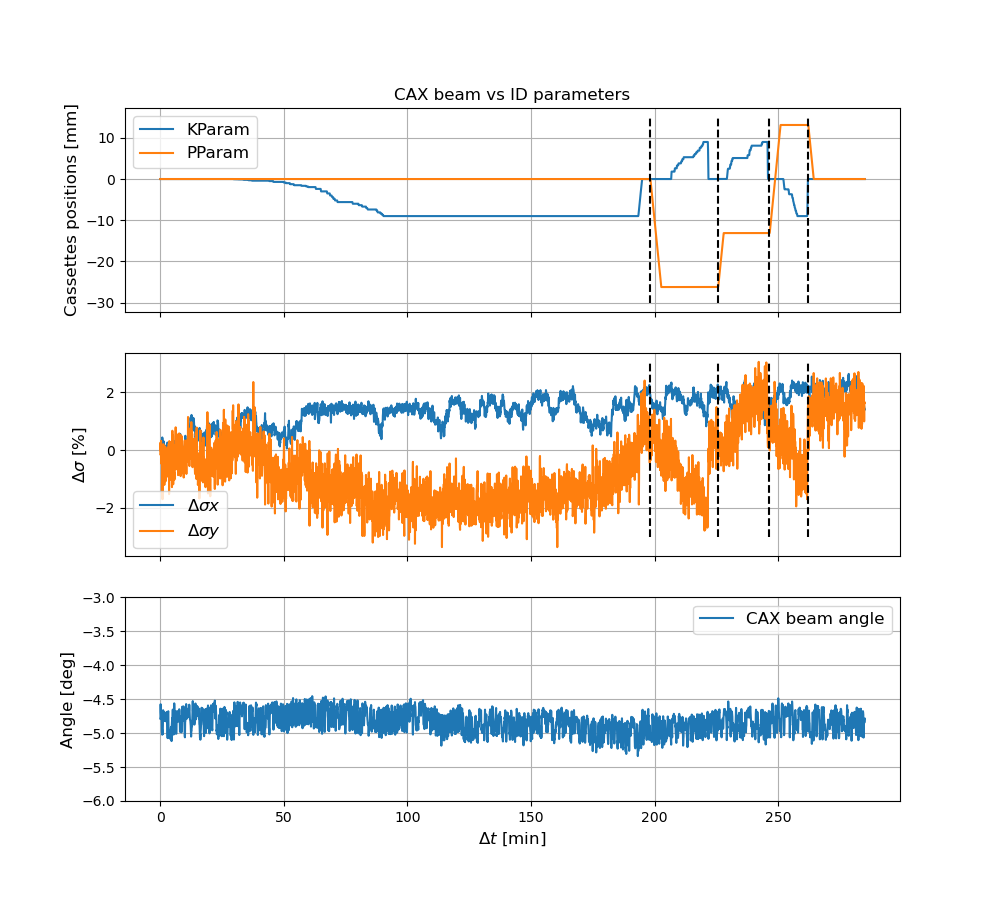 CAX beam vs ID parameters
Cassettes positions [mm]
10
0
−10
−20
−30
KParam
PParam
Δσ [%]
2
0
−2
Δσx
Δσy
Angle [deg]
−3.0
−3.5
−4.0
−4.5
−5.0
−5.5
−6.0
CAX beam angle
0 50 100 150 200 250
Δt [min]